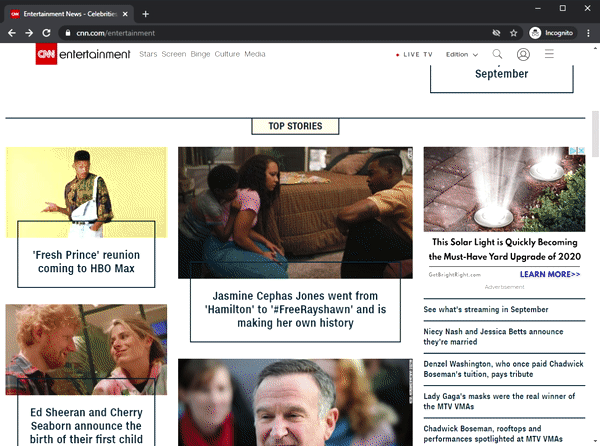 Entertainment News - Celebrities
cnn.com/entertainment
Incognito
CNN entertainment
Stars Screen Binge Culture Media
LIVE TV
Edition
September
TOP STORIES
'Fresh Prince' reunion
coming to HBO Max
Jasmine Cephas Jones went from
'Hamilton' to '#FreeRayshawn' and is
making her own history
Ed Sheeran and Cherry
Seaborn announce the
birth of their first child
This Solar Light is Quickly Becoming
the Must-Have Yard Upgrade of 2020
GetBrightRight.com
LEARN MORE>>
Advertisement
See what's streaming in September
Niecy Nash and Jessica Betts announce
they're married
Denzel Washington, who once paid Chadwick
Boseman's tuition, pays tribute
Lady Gaga's masks were the real winner of
the MTV VMAs
Chadwick Boseman, rooftops and
performances spotlighted at MTV VMAs